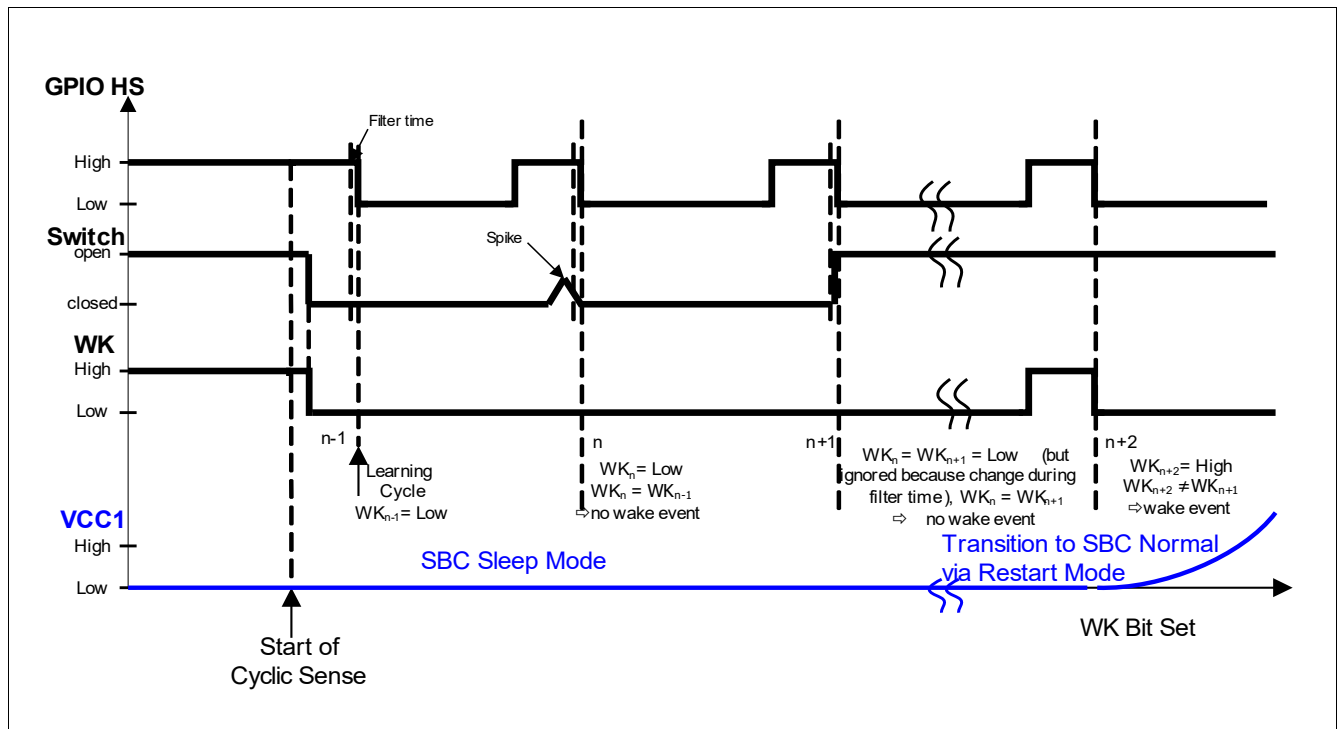 GPIO HS
Filter time
High
Low
Switch
open
Spike
closed
WK
High
Low
n-1
n
n+1
n+2
Learning
Cycle
WKn-1= Low
WKn = Low
WKn = WKn-1
⇨no wake event
WKn = WKn+1 = Low (but
ignored because change during
filter time), WKn = WKn+1
⇨ no wake event
WKn+2 = High
WKn+2 ≠WKn+1
⇨wake event
VCC1
High
Low
SBC Sleep Mode
Transition to SBC Normal
via Restart Mode
Start of
Cyclic Sense
WK Bit Set